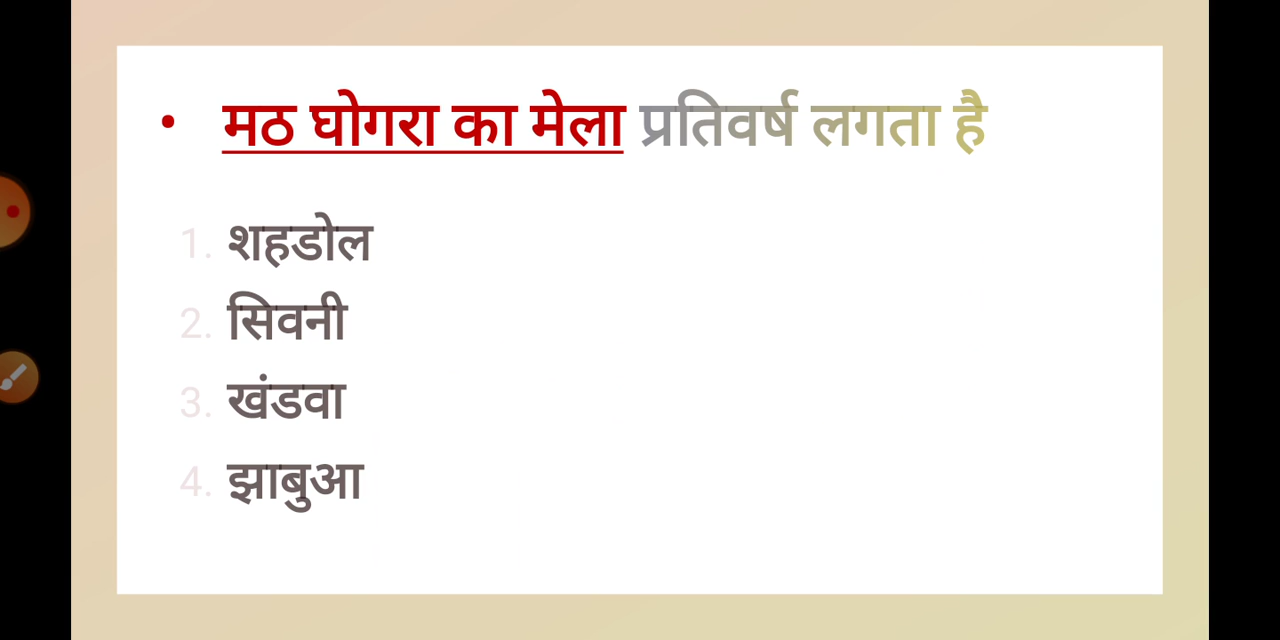 • मठ घोगरा का मेला प्रतिवर्ष लगता है
1. शहडोल
2. सिवनी
3. खंडवा
4. झाबुआ